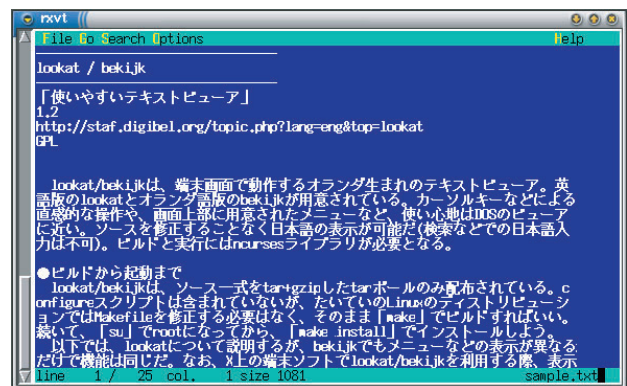 rxvt
File Go Search Options Help
lookat / bekijk
「使いやすいテキストビューア」
1.2
http://staf.digibel.org/topic.php?lang=eng&top=lookat
GPL
lookat/bekijkは、端末画面で動作するオランダ生まれのテキストビューア。英
語版のlookatとオランダ語版のbekijkが用意されている。カーソルキーなどによる
直感的な操作や、画面上部に用意されたメニューなど、使い心地はDOSのビューア
に近い。ソースを修正することなく日本語の表示が可能だ(検索などでの日本語入
力は不可)。ビルドと実行にはncursesライブラリが必要となる。
●ビルドから起動まで
lookat/bekijkは、ソース一式をtar+gzipしたtarボールのみ配布されている。c
onfigureスクリプトは含まれていないが、たいていのLinuxのディストリビューシ
ョンではMakefileを修正する必要はなく、そのまま「make」でビルドすればいい。
続いて、「su」でrootになってから、「make install」でインストールしよう。
以下では、lookatについて説明するが、bekijkでもメニューなどの表示が異なる
だけで機能は同じだ。なお、X上の端末ソフトでlookat/bekijkを利用する際、表示
line 1 / 25 col. 1 size 1081 sample.txt